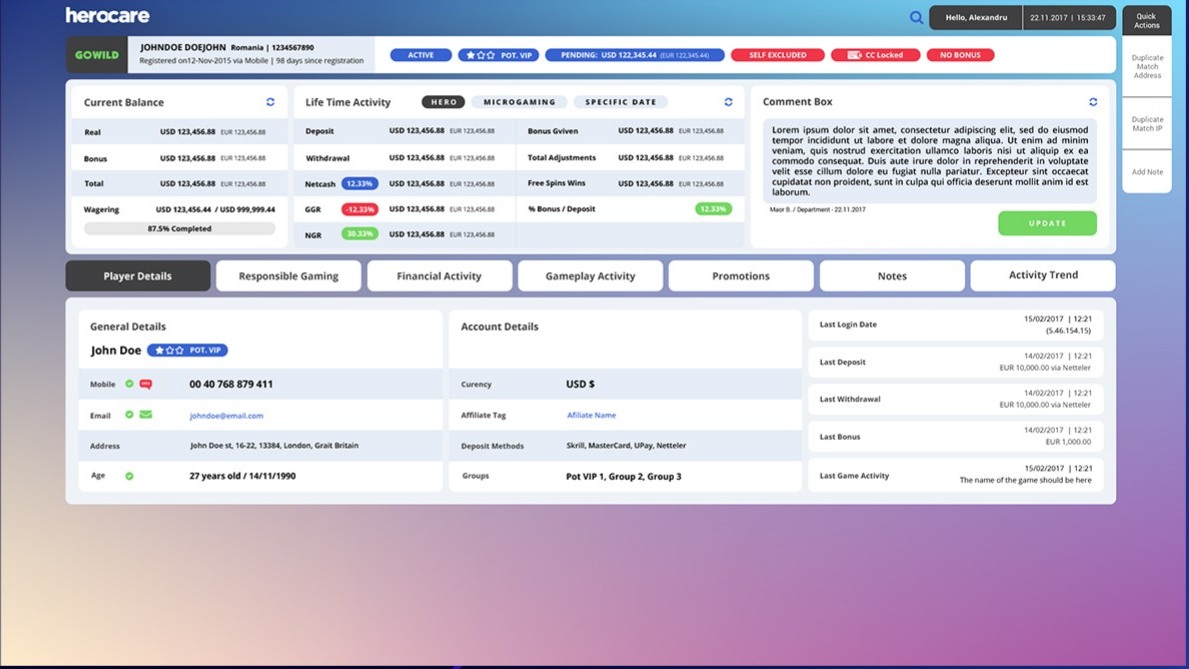 herocare
Hello, Alexandru
22.11.2017 | 15:33:47
Quick
Actions
Duplicate
Match
Address
Duplicate
Match IP
Add Note
GOWILD
JOHNDOE DOEJOHN Romania | 1234567890
Registered on12-Nov-2015 via Mobile | 98 days since registration
ACTIVE
POT. VIP
PENDING: USD 122,345.44 (EUR 122,345.44)
SELF EXCLUDED
CC Locked
NO BONUS
Current Balance
Real USD 123,456.88 EUR 123,456.88
Bonus USD 123,456.88 EUR 123,456.88
Total USD 123,456.88 EUR 123,456.88
Wagering USD 123,456.44 / USD 999,999.44
87.5% Completed
Life Time Activity HERO MICROGAMING SPECIFIC DATE
Deposit USD 123,456.88 EUR 123,456.88
Bonus Gviven USD 123,456.88 EUR 123,456.88
Withdrawal USD 123,456.88 EUR 123,456.88
Total Adjustments USD 123,456.88 EUR 123,456.88
Netcash 12.33% USD 123,456.88 EUR 123,456.88
Free Spins Wins USD 123,456.88 EUR 123,456.88
GGR -12.33% USD 123,456.88 EUR 123,456.88
% Bonus / Deposit 12.33%
NGR 30.33% USD 123,456.88 EUR 123,456.88
Comment Box
Lorem ipsum dolor sit amet, consectetur adipiscing elit, sed do eiusmod
tempor incididunt ut labore et dolore magna aliqua. Ut enim ad minim
veniam, quis nostrud exercitation ullamco laboris nisi ut aliquip ex ea
commodo consequat. Duis aute irure dolor in reprehenderit in voluptate
velit esse cillum dolore eu fugiat nulla pariatur. Excepteur sint occaecat
cupidatat non proident, sunt in culpa qui officia deserunt mollit anim id est
laborum.
Maor B. / Department - 22.11.2017
UPDATE
Player Details
Responsible Gaming
Financial Activity
Gameplay Activity
Promotions
Notes
Activity Trend
General Details
John Doe POT. VIP
Mobile 00 40 768 879 411
Email johndoe@email.com
Address John Doe st, 16-22, 13384, London, Grait Britain
Age 27 years old / 14/11/1990
Account Details
Curency USD $
Affiliate Tag Afiliate Name
Deposit Methods Skrill, MasterCard, UPay, Netteler
Groups Pot VIP 1, Group 2, Group 3
Last Login Date 15/02/2017 | 12:21
(5.46.154.15)
Last Deposit 14/02/2017 | 12:21
EUR 10,000.00 via Netteler
Last Withdrawal 14/02/2017 | 12:21
EUR 10,000.00 via Netteler
Last Bonus 14/02/2017 | 12:21
EUR 1,000.00
Last Game Activity 15/02/2017 | 12:21
The name of the game should be here